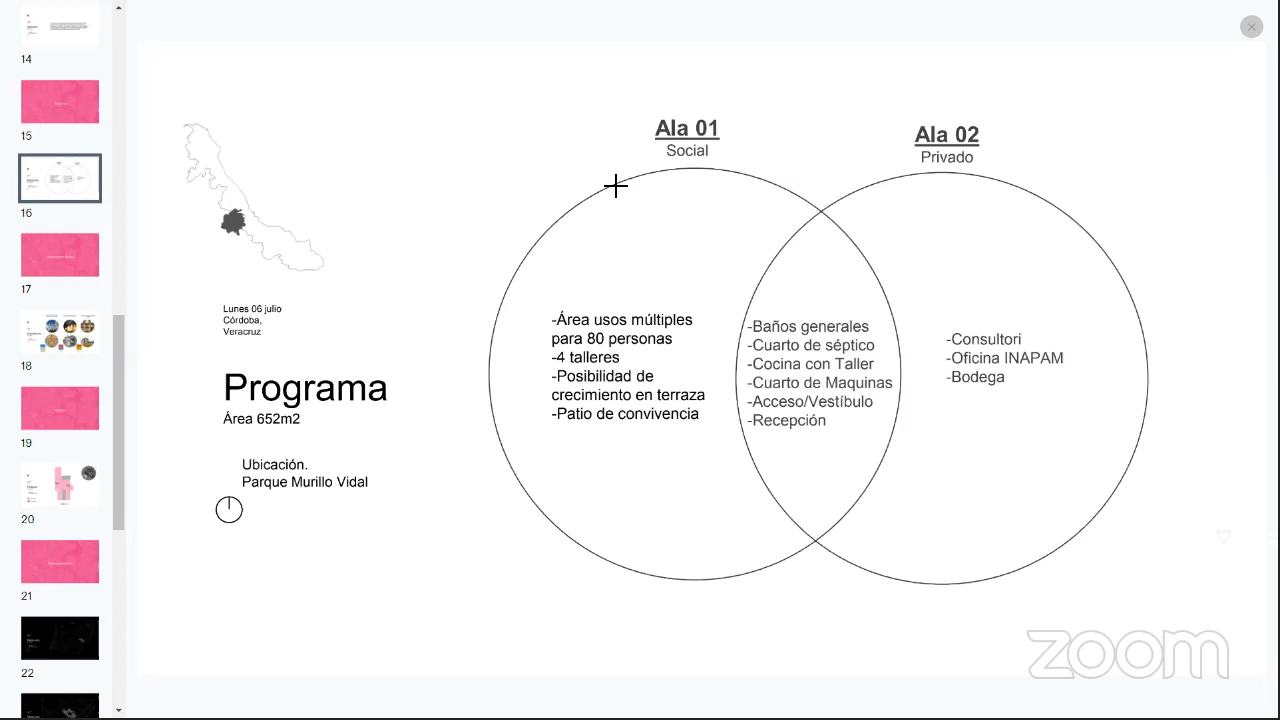 14
15
16
17
18
19
20
21
22
Lunes 06 julio
Córdoba,
Veracruz
Programa
Área 652m2
Ubicación.
Parque Murillo Vidal
Ala 01
Social
-Área usos múltiples
para 80 personas
-4 talleres
-Posibilidad de
crecimiento en terraza
-Patio de convivencia
-Baños generales
-Cuarto de séptico
-Cocina con Taller
-Cuarto de Maquinas
-Acceso/Vestíbulo
-Recepción
Ala 02
Privado
-Consultori
-Oficina INAPAM
-Bodega
zoom